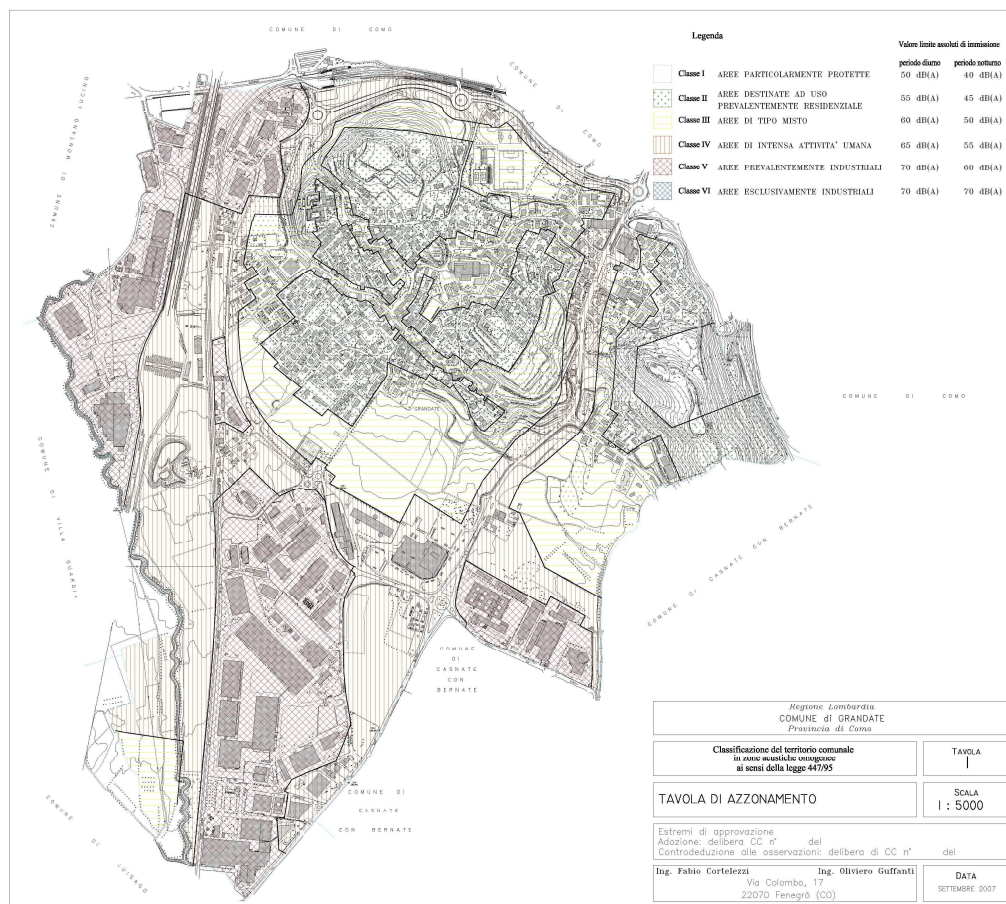 COMUNE DI COMO
COMUNE DI MONTANO LUCINO
COMUNE DI COMO
Legenda
Valore limite assoluti di immissione
periodo diurno periodo notturno
Classe I AREE PARTICOLARMENTE PROTETTE 50 dB(A) 40 dB(A)
Classe II AREE DESTINATE AD USO
PREVALENTEMENTE RESIDENZIALE 55 dB(A) 45 dB(A)
Classe III AREE DI TIPO MISTO 60 dB(A) 50 dB(A)
Classe IV AREE DI INTENSA ATTIVITA' UMANA 65 dB(A) 55 dB(A)
Classe V AREE PREVALENTEMENTE INDUSTRIALI 70 dB(A) 60 dB(A)
Classe VI AREE ESCLUSIVAMENTE INDUSTRIALI 70 dB(A) 70 dB(A)
COMUNE DI COMO
GRANDATE
COMUNE DI VILLA GUARDIA
COMUNE DI CASNATE CON BERNATE
COMUNE
DI
CASNATE
CON
BERNATE
COMUNE DI
CASNATE
CON BERNATE
COMUNE DI LUISAGO
Regione Lombardia
COMUNE di GRANDATE
Provincia di Como
Classificazione del territorio comunale
in zone acustiche omogenee
ai sensi della legge 447/95
TAVOLA
1
TAVOLA DI AZZONAMENTO
SCALA
1 : 5000
Estremi di approvazione
Adozione: delibera CC n° del
Controdeduzione alle osservazioni: delibera di CC n° del
Ing. Fabio Cortelezzi Ing. Oliviero Guffanti
Via Colombo, 17
22070 Fenegrò (CO)
DATA
SETTEMBRE 2007